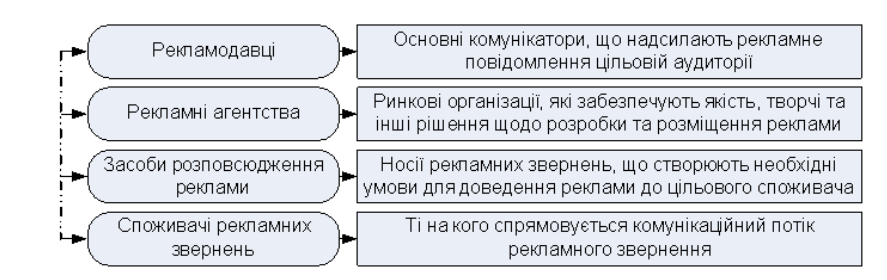 Рекламодавці
Основні комунікатори, що надсилають рекламне
повідомлення цільовій аудиторії
Рекламні агентства
Ринкові організації, які забезпечують якість, творчі та
інші рішення щодо розробки та розміщення реклами
Засоби розповсюдження
реклами
Носії рекламних звернень, що створюють необхідні
умови для доведення реклами до цільового споживача
Споживачі рекламних
звернень
Ті на кого спрямовується комунікаційний потік
рекламного звернення